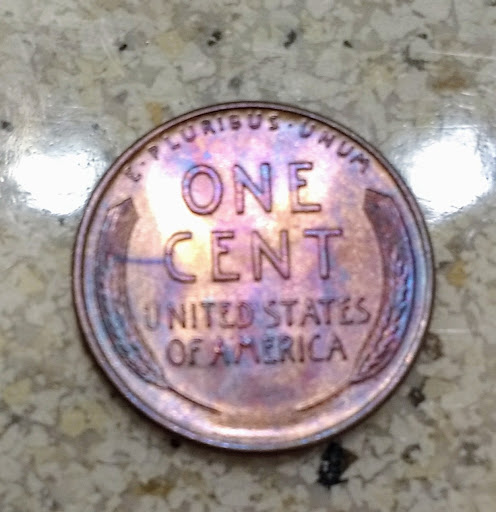 E · PLURIBUS · UNUM
ONE
CENT
UNITED STATES
OF AMERICA